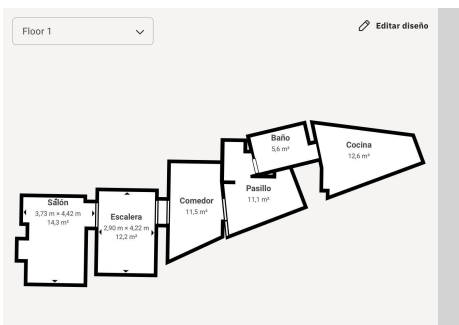 Floor 1
Editar diseño
Baño
5,6 m²
Cocina
12,6 m²
Pasillo
11,1 m²
Comedor
11,5 m²
Salón
3,73 m × 4,42 m
14,3 m²
Escalera
2,90 m × 4,22 m
12,2 m²